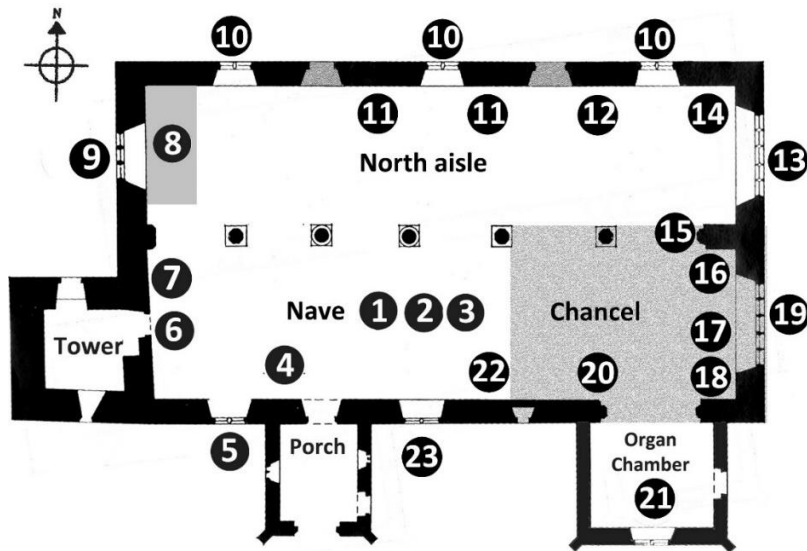 N
10 10 10
11 11 12 14
9 8 North aisle 13
15
7 16
Nave 1 2 3 Chancel 19
6 17
Tower
4 22 20 18
5 Porch 23 Organ
Chamber
21